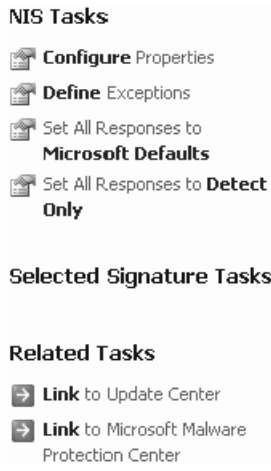 NIS Tasks
Configure Properties
Define Exceptions
Set All Responses to
Microsoft Defaults
Set All Responses to Detect
Only
Selected Signature Tasks
Related Tasks
Link to Update Center
Link to Microsoft Malware
Protection Center